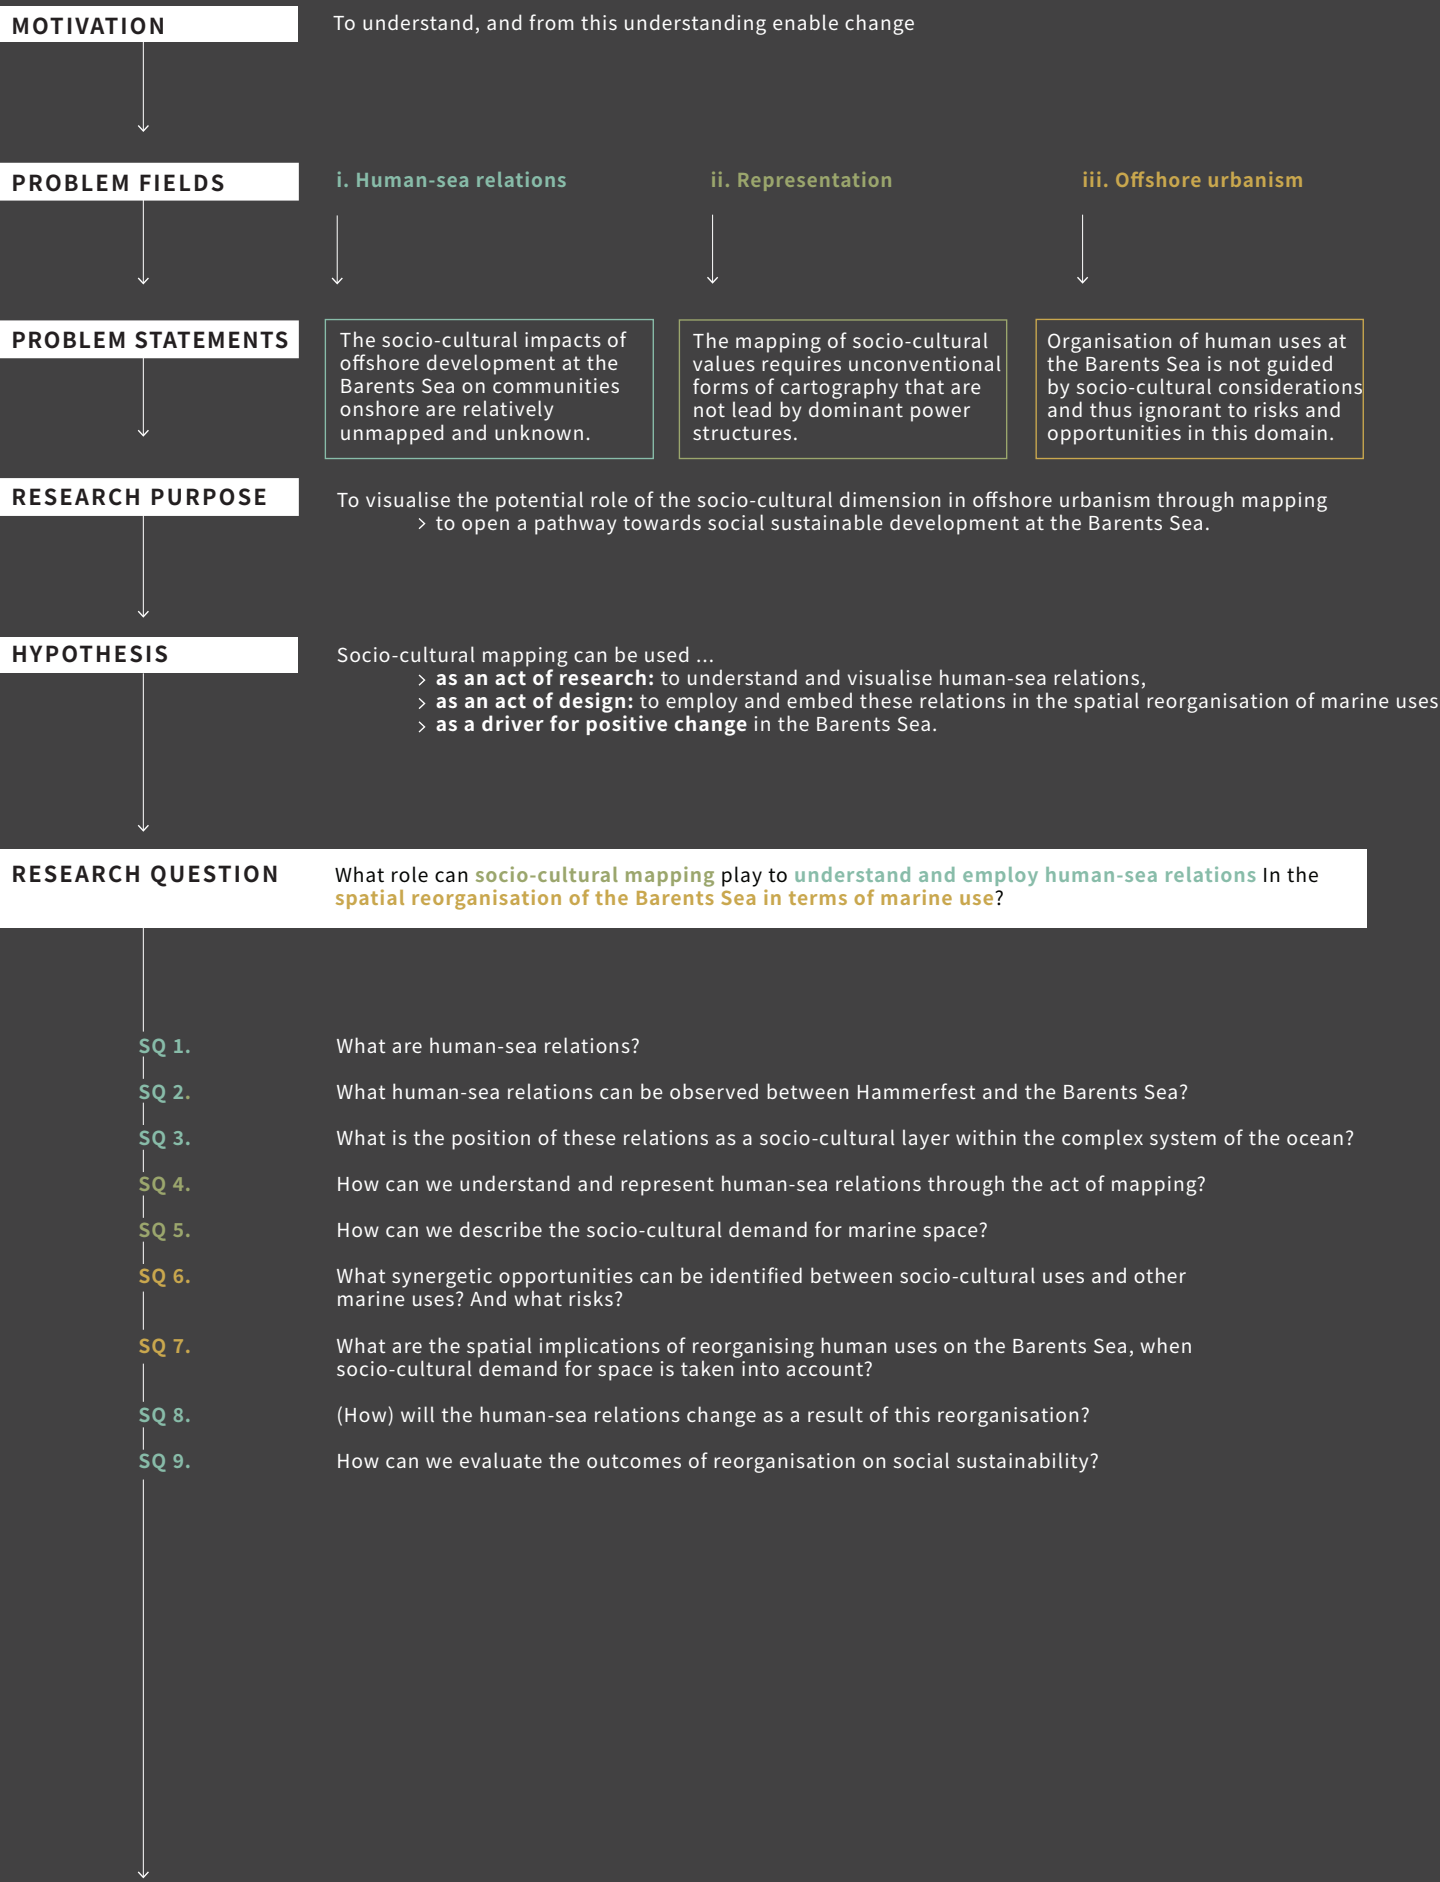 MOTIVATION
To understand, and from this understanding enable change
PROBLEM FIELDS
i. Human-sea relations
ii. Representation
iii. Offshore urbanism
PROBLEM STATEMENTS
The socio-cultural impacts of
offshore development at the
Barents Sea on communities
onshore are relatively
unmapped and unknown.
The mapping of socio-cultural
values requires unconventional
forms of cartography that are
not lead by dominant power
structures.
Organisation of human uses at
the Barents Sea is not guided
by socio-cultural considerations
and thus ignorant to risks and
opportunities in this domain.
RESEARCH PURPOSE
To visualise the potential role of the socio-cultural dimension in offshore urbanism through mapping
> to open a pathway towards social sustainable development at the Barents Sea.
HYPOTHESIS
Socio-cultural mapping can be used ...
> as an act of research: to understand and visualise human-sea relations,
> as an act of design: to employ and embed these relations in the spatial reorganisation of marine uses
> as a driver for positive change in the Barents Sea.
RESEARCH QUESTION
What role can socio-cultural mapping play to understand and employ human-sea relations In the
spatial reorganisation of the Barents Sea in terms of marine use?
SQ 1. What are human-sea relations?
SQ 2. What human-sea relations can be observed between Hammerfest and the Barents Sea?
SQ 3. What is the position of these relations as a socio-cultural layer within the complex system of the ocean?
SQ 4. How can we understand and represent human-sea relations through the act of mapping?
SQ 5. How can we describe the socio-cultural demand for marine space?
SQ 6. What synergetic opportunities can be identified between socio-cultural uses and other
marine uses? And what risks?
SQ 7. What are the spatial implications of reorganising human uses on the Barents Sea, when
socio-cultural demand for space is taken into account?
SQ 8. (How) will the human-sea relations change as a result of this reorganisation?
SQ 9. How can we evaluate the outcomes of reorganisation on social sustainability?